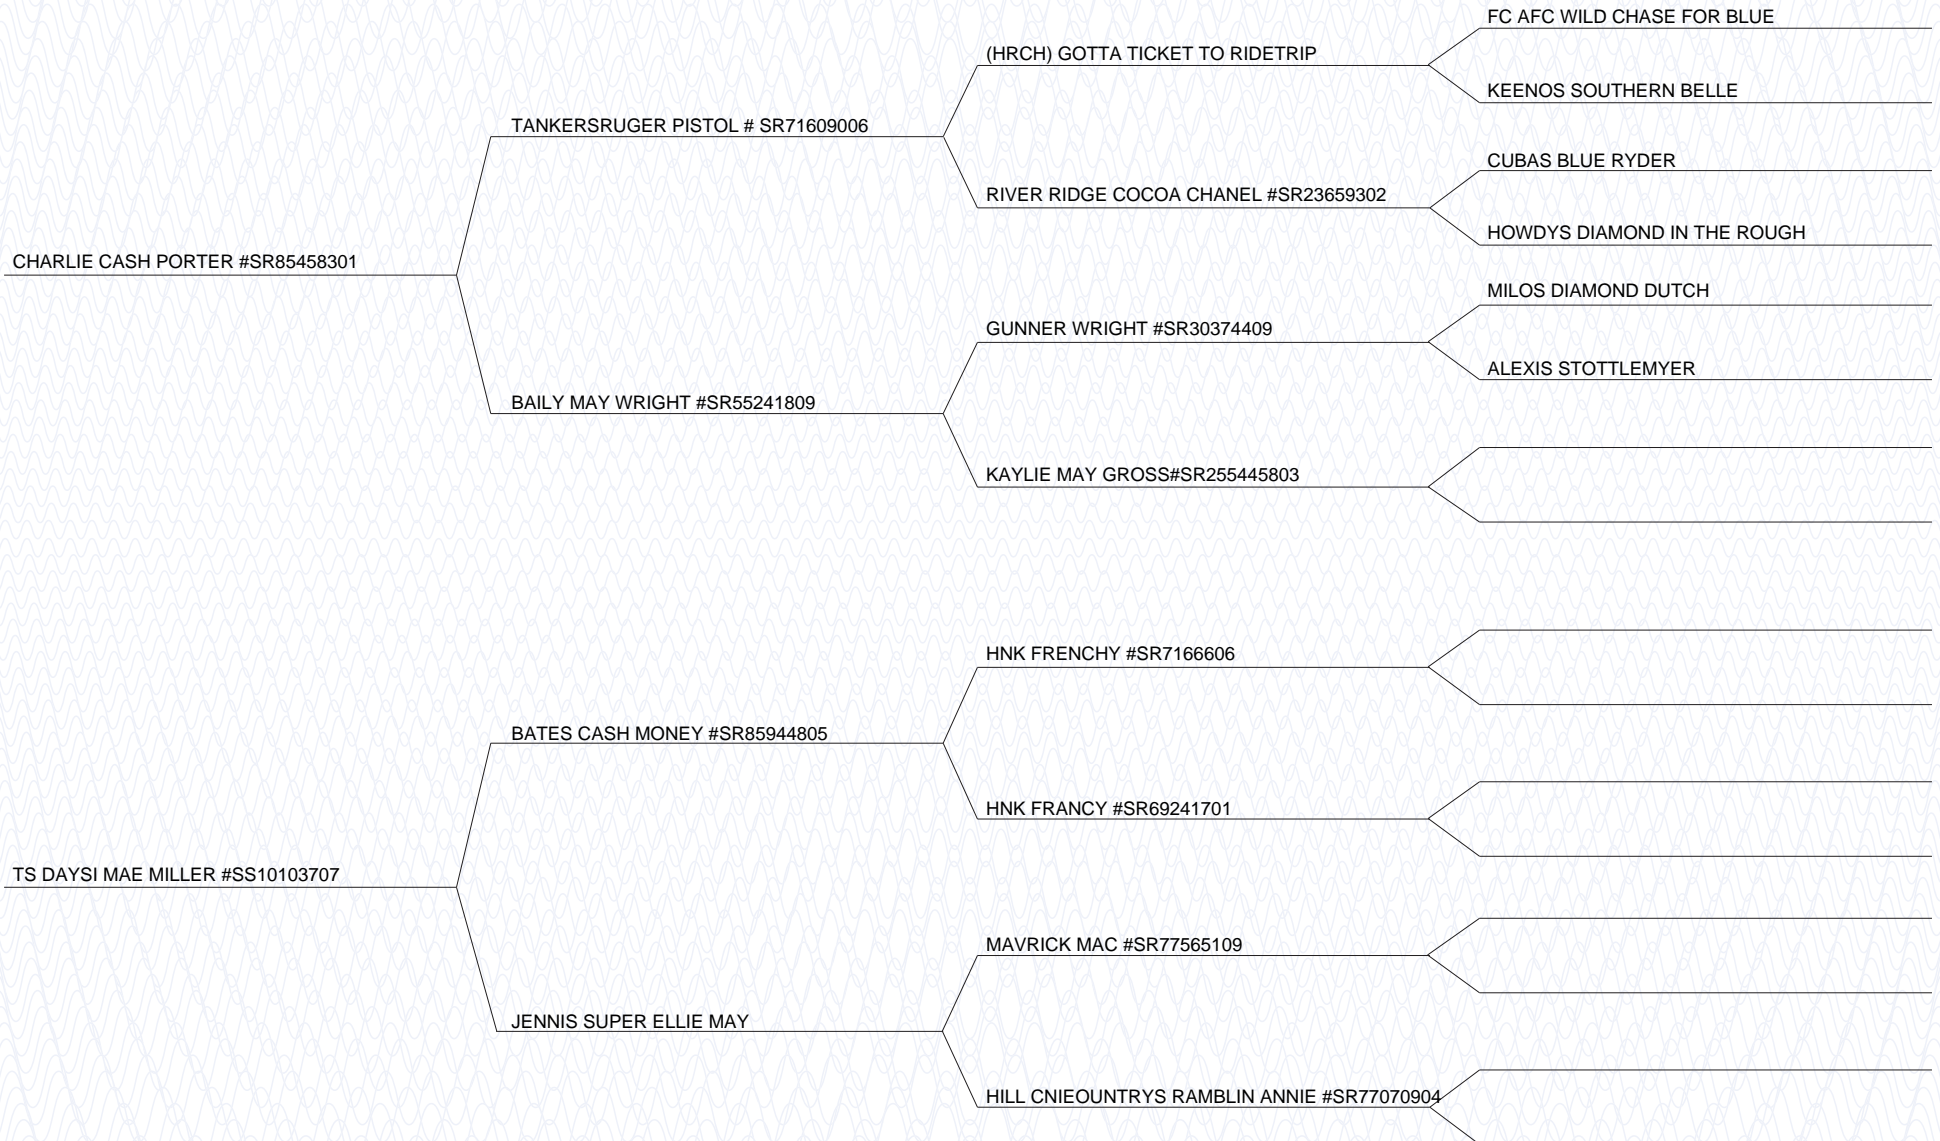 FC AFC WILD CHASE FOR BLUE
(HRCH) GOTTA TICKET TO RIDETRIP
KEENOS SOUTHERN BELLE
TANKERSRUGER PISTOL # SR71609006
CUBAS BLUE RYDER
RIVER RIDGE COCOA CHANEL #SR23659302
HOWDYS DIAMOND IN THE ROUGH
CHARLIE CASH PORTER #SR85458301
MILOS DIAMOND DUTCH
GUNNER WRIGHT #SR30374409
ALEXIS STOTTLEMYER
BAILY MAY WRIGHT #SR55241809
KAYLIE MAY GROSS#SR255445803
HNK FRENCHY #SR7166606
BATES CASH MONEY #SR85944805
HNK FRANCY #SR69241701
TS DAYSI MAE MILLER #SS10103707
MAVRICK MAC #SR77565109
JENNIS SUPER ELLIE MAY
HILL CNIEOUNTRYS RAMBLIN ANNIE #SR77070904